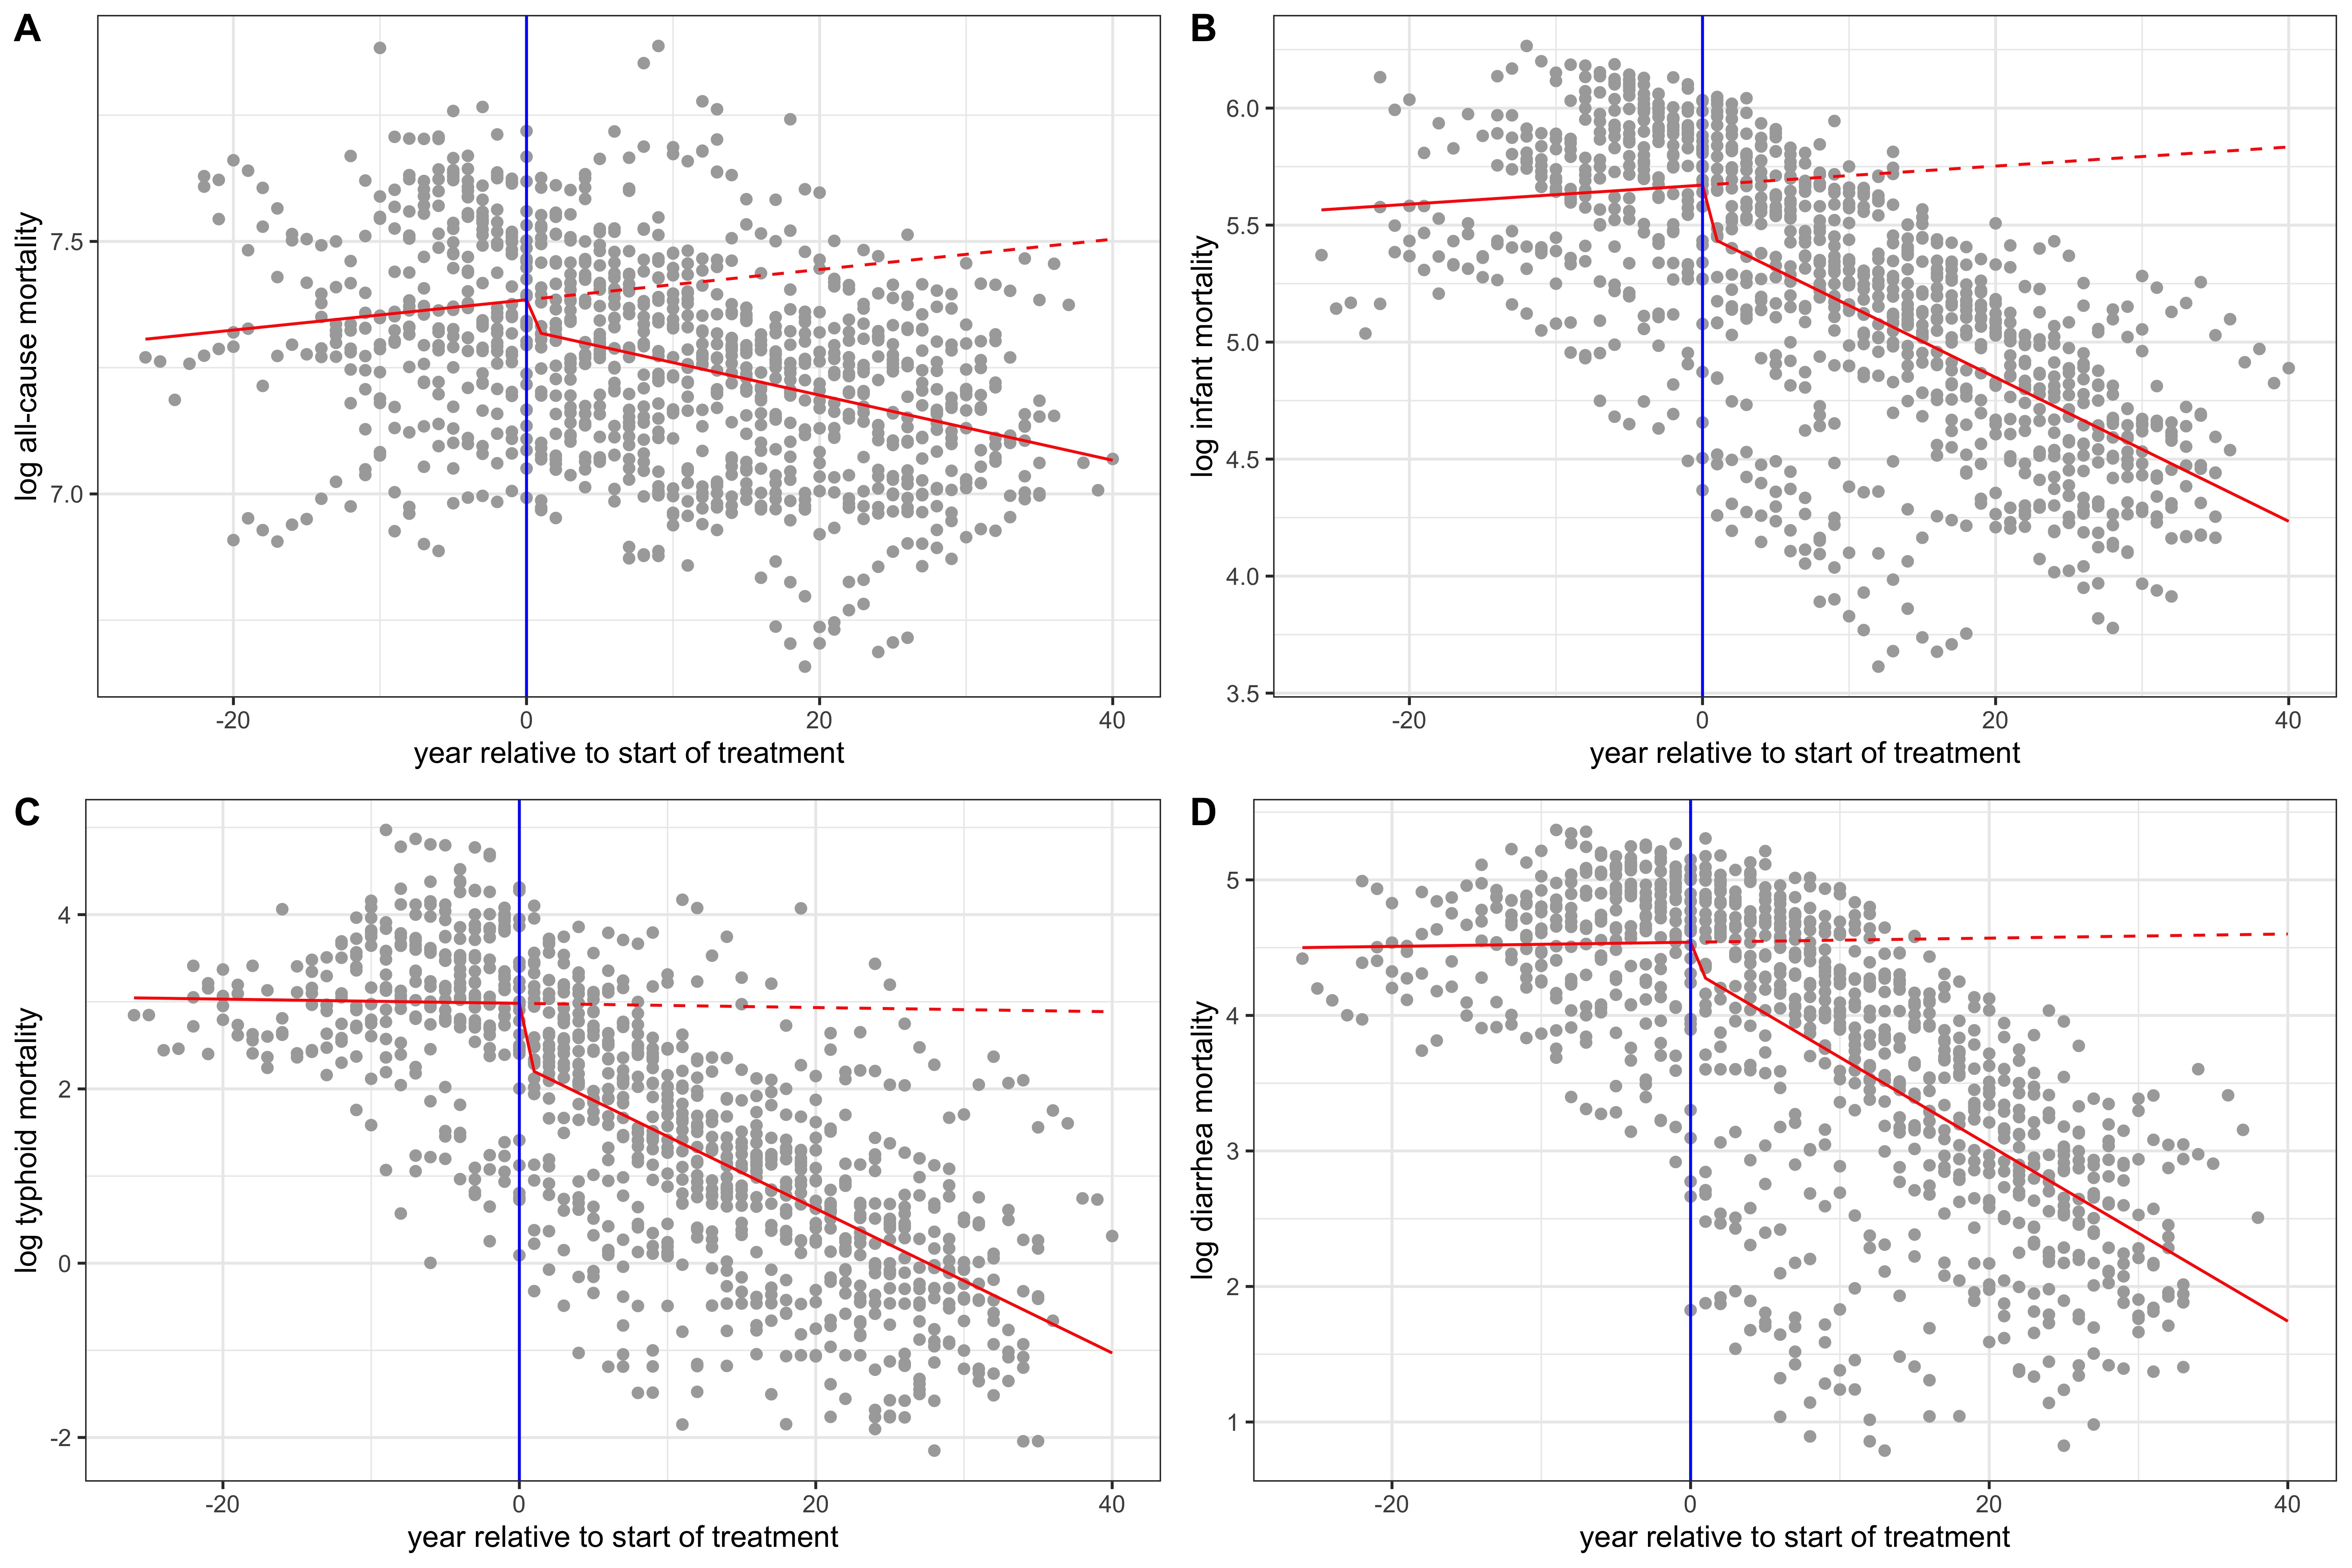 A
log all-cause mortality
7.5
7.0
-20 0 20 40
year relative to start of treatment
B
log infant mortality
6.0
5.5
5.0
4.5
4.0
3.5
-20 0 20 40
year relative to start of treatment
C
log typhoid mortality
4
2
0
-2
-20 0 20 40
year relative to start of treatment
D
log diarrhea mortality
5
4
3
2
1
-20 0 20 40
year relative to start of treatment